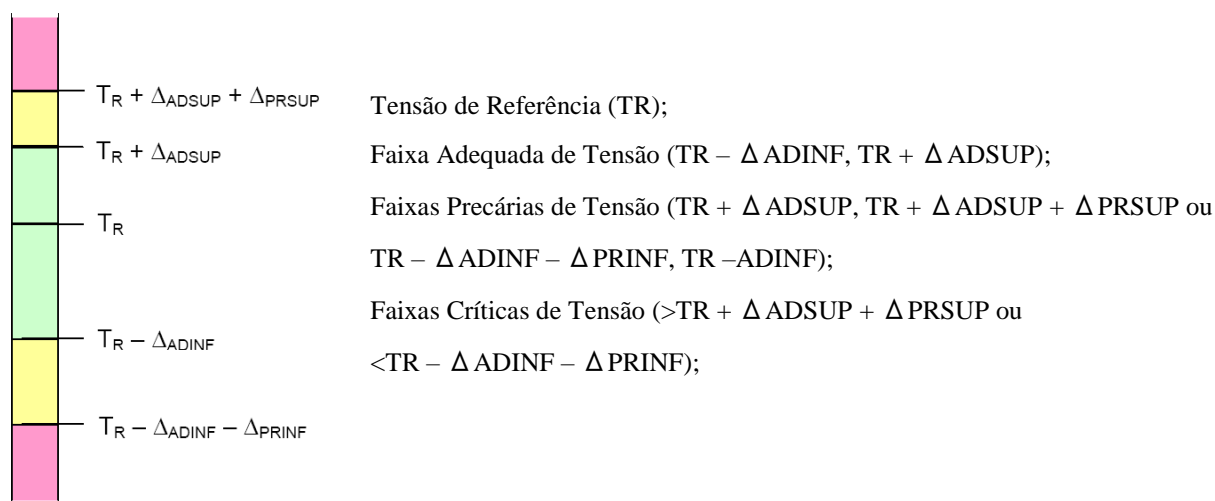 T_R + Δ_ADSUP + Δ_PRSUP
Tensão de Referência (TR);
T_R + Δ_ADSUP
Faixa Adequada de Tensão (TR – Δ ADINF, TR + Δ ADSUP);
Faixas Precárias de Tensão (TR + Δ ADSUP, TR + Δ ADSUP + Δ PRSUP ou
T_R
TR – Δ ADINF – Δ PRINF, TR –ADINF);
Faixas Críticas de Tensão (>TR + Δ ADSUP + Δ PRSUP ou
T_R – Δ_ADINF
<TR – Δ ADINF – Δ PRINF);
T_R – Δ_ADINF – Δ_PRINF